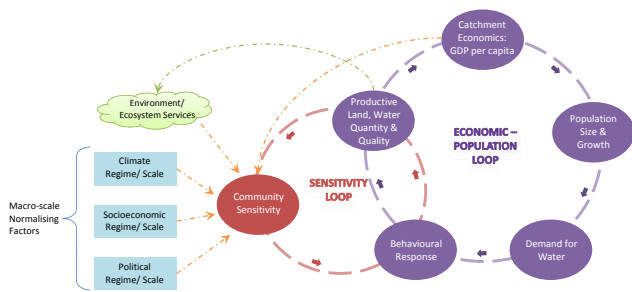 Catchment
Economics:
GDP per capita
Environment/
Ecosystem Services
Productive
Land, Water
Quantity &
Quality
ECONOMIC –
POPULATION
LOOP
Population
Size & Growth
Climate
Regime/ Scale
Macro-scale
Normalising
Factors
Socioeconomic
Regime/ Scale
Political
Regime/ Scale
Community
Sensitivity
SENSITIVITY
LOOP
Behavioural
Response
Demand for
Water